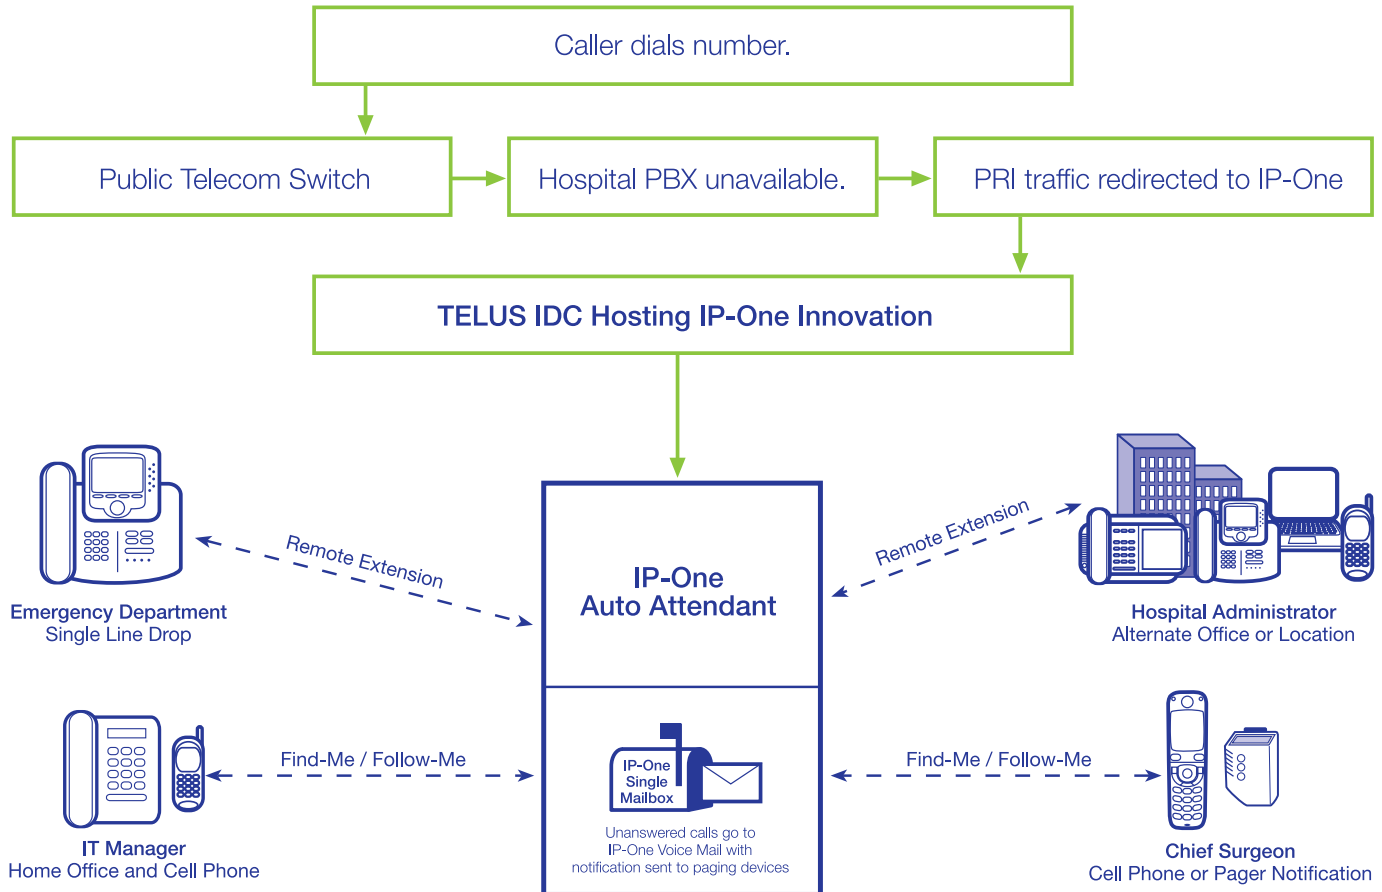 Caller dials number.
Public Telecom Switch
Hospital PBX unavailable.
PRI traffic redirected to IP-One
TELUS IDC Hosting IP-One Innovation
Remote Extension
Emergency Department
Single Line Drop
IP-One
Auto Attendant
Remote Extension
Hospital Administrator
Alternate Office or Location
Find-Me / Follow-Me
IT Manager
Home Office and Cell Phone
IP-One
Single
Mailbox
Unanswered calls go to
IP-One Voice Mail with
notification sent to paging devices
Find-Me / Follow-Me
Chief Surgeon
Cell Phone or Pager Notification